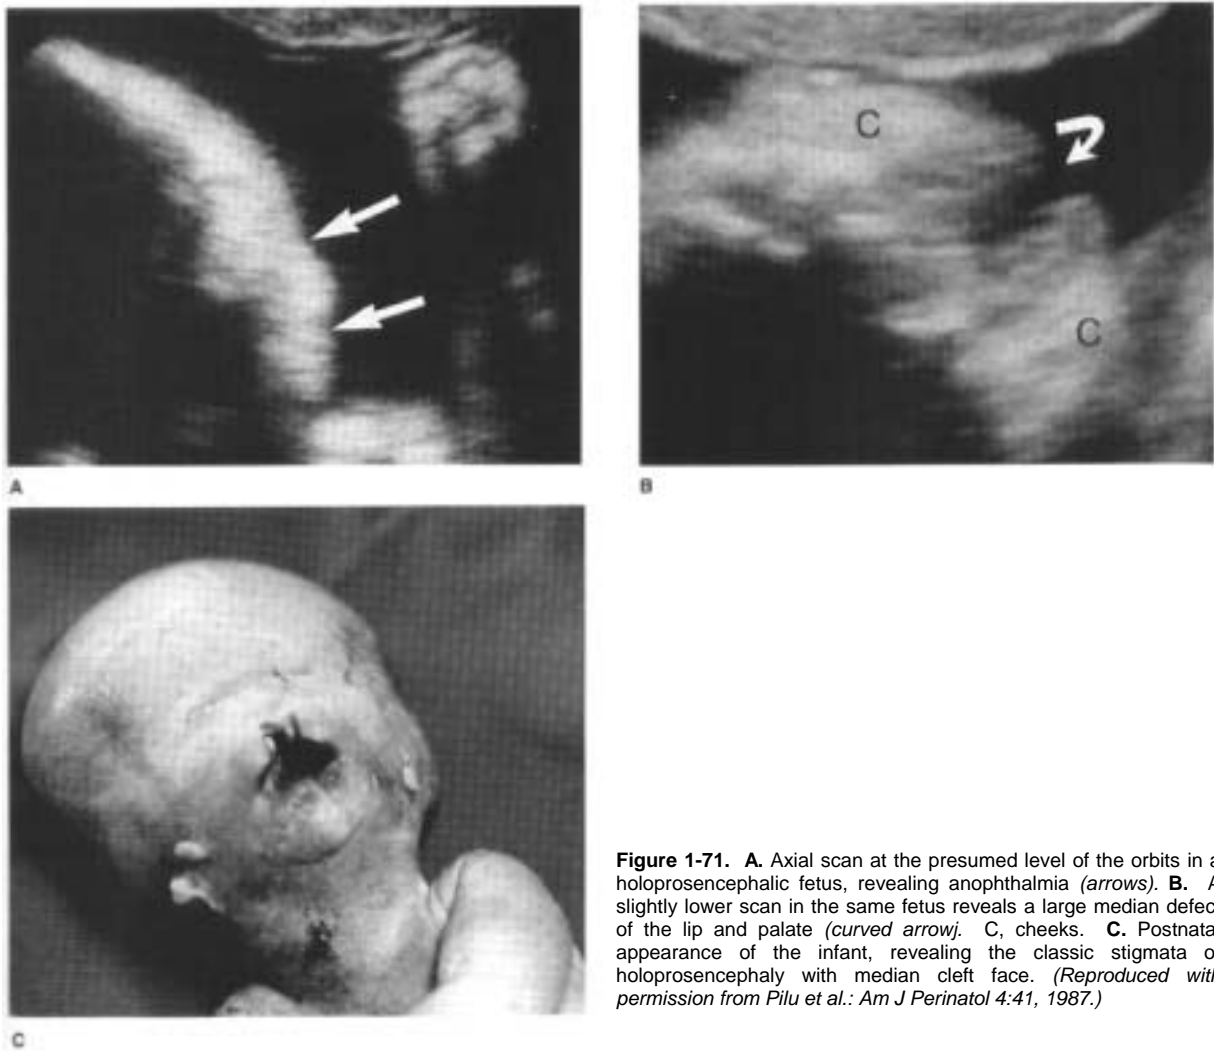 C
C
A
B
C
Figure 1-71. A. Axial scan at the presumed level of the orbits in a
holoprosencephalic fetus, revealing anophthalmia (arrows). B. A
slightly lower scan in the same fetus reveals a large median defec
of the lip and palate (curved arrowj. C, cheeks. C. Postnata
appearance of the infant, revealing the classic stigmata o
holoprosencephaly with median cleft face. (Reproduced with
permission from Pilu et al.: Am J Perinatol 4:41, 1987.)